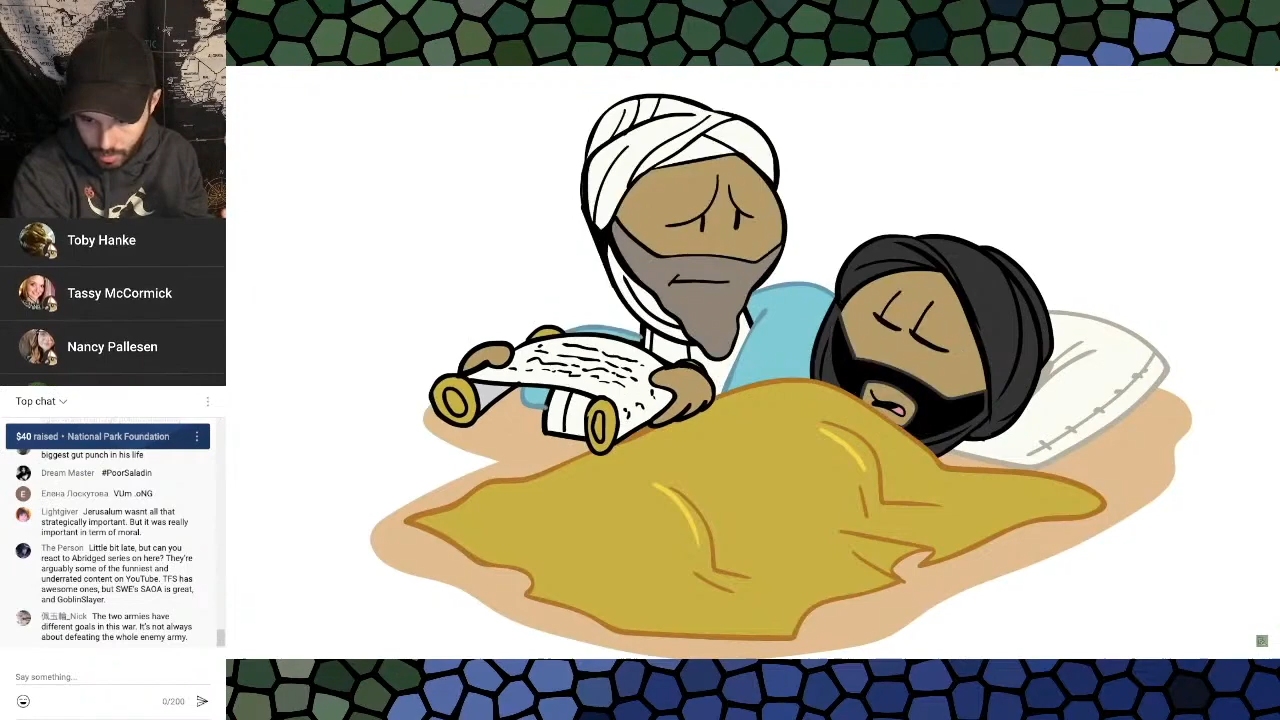 USA
Toby Hanke
Tassy McCormick
Nancy Pallesen
Top chat
$40 raised • National Park Foundation
biggest gut punch in his life
Dream Master #PoorSaladin
Елена Лоскутова VUm .oNG
Lightgiver Jerusalum wasnt all that
strategically important. But it was really
important in term of moral.
The Person Little bit late, but can you
react to Abridged series on here? They're
arguably some of the funniest and
underrated content on YouTube. TFS has
awesome ones, but SWE's SAOA is great,
and GoblinSlayer.
_Nick The two armies have
different goals in this war. It's not always
about defeating the whole enemy army.
Say something...
0/200